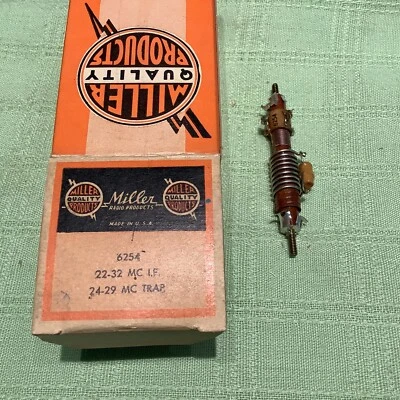 MILLER
QUALITY
PRODUCTS
MILLER
QUALITY
PRODUCTS
Miller
RADIO PRODUCTS
MADE IN U.S.A.
MILLER
QUALITY
PRODUCTS
6254
22-32 MC I.F.
24-29 MC TRAP
6254